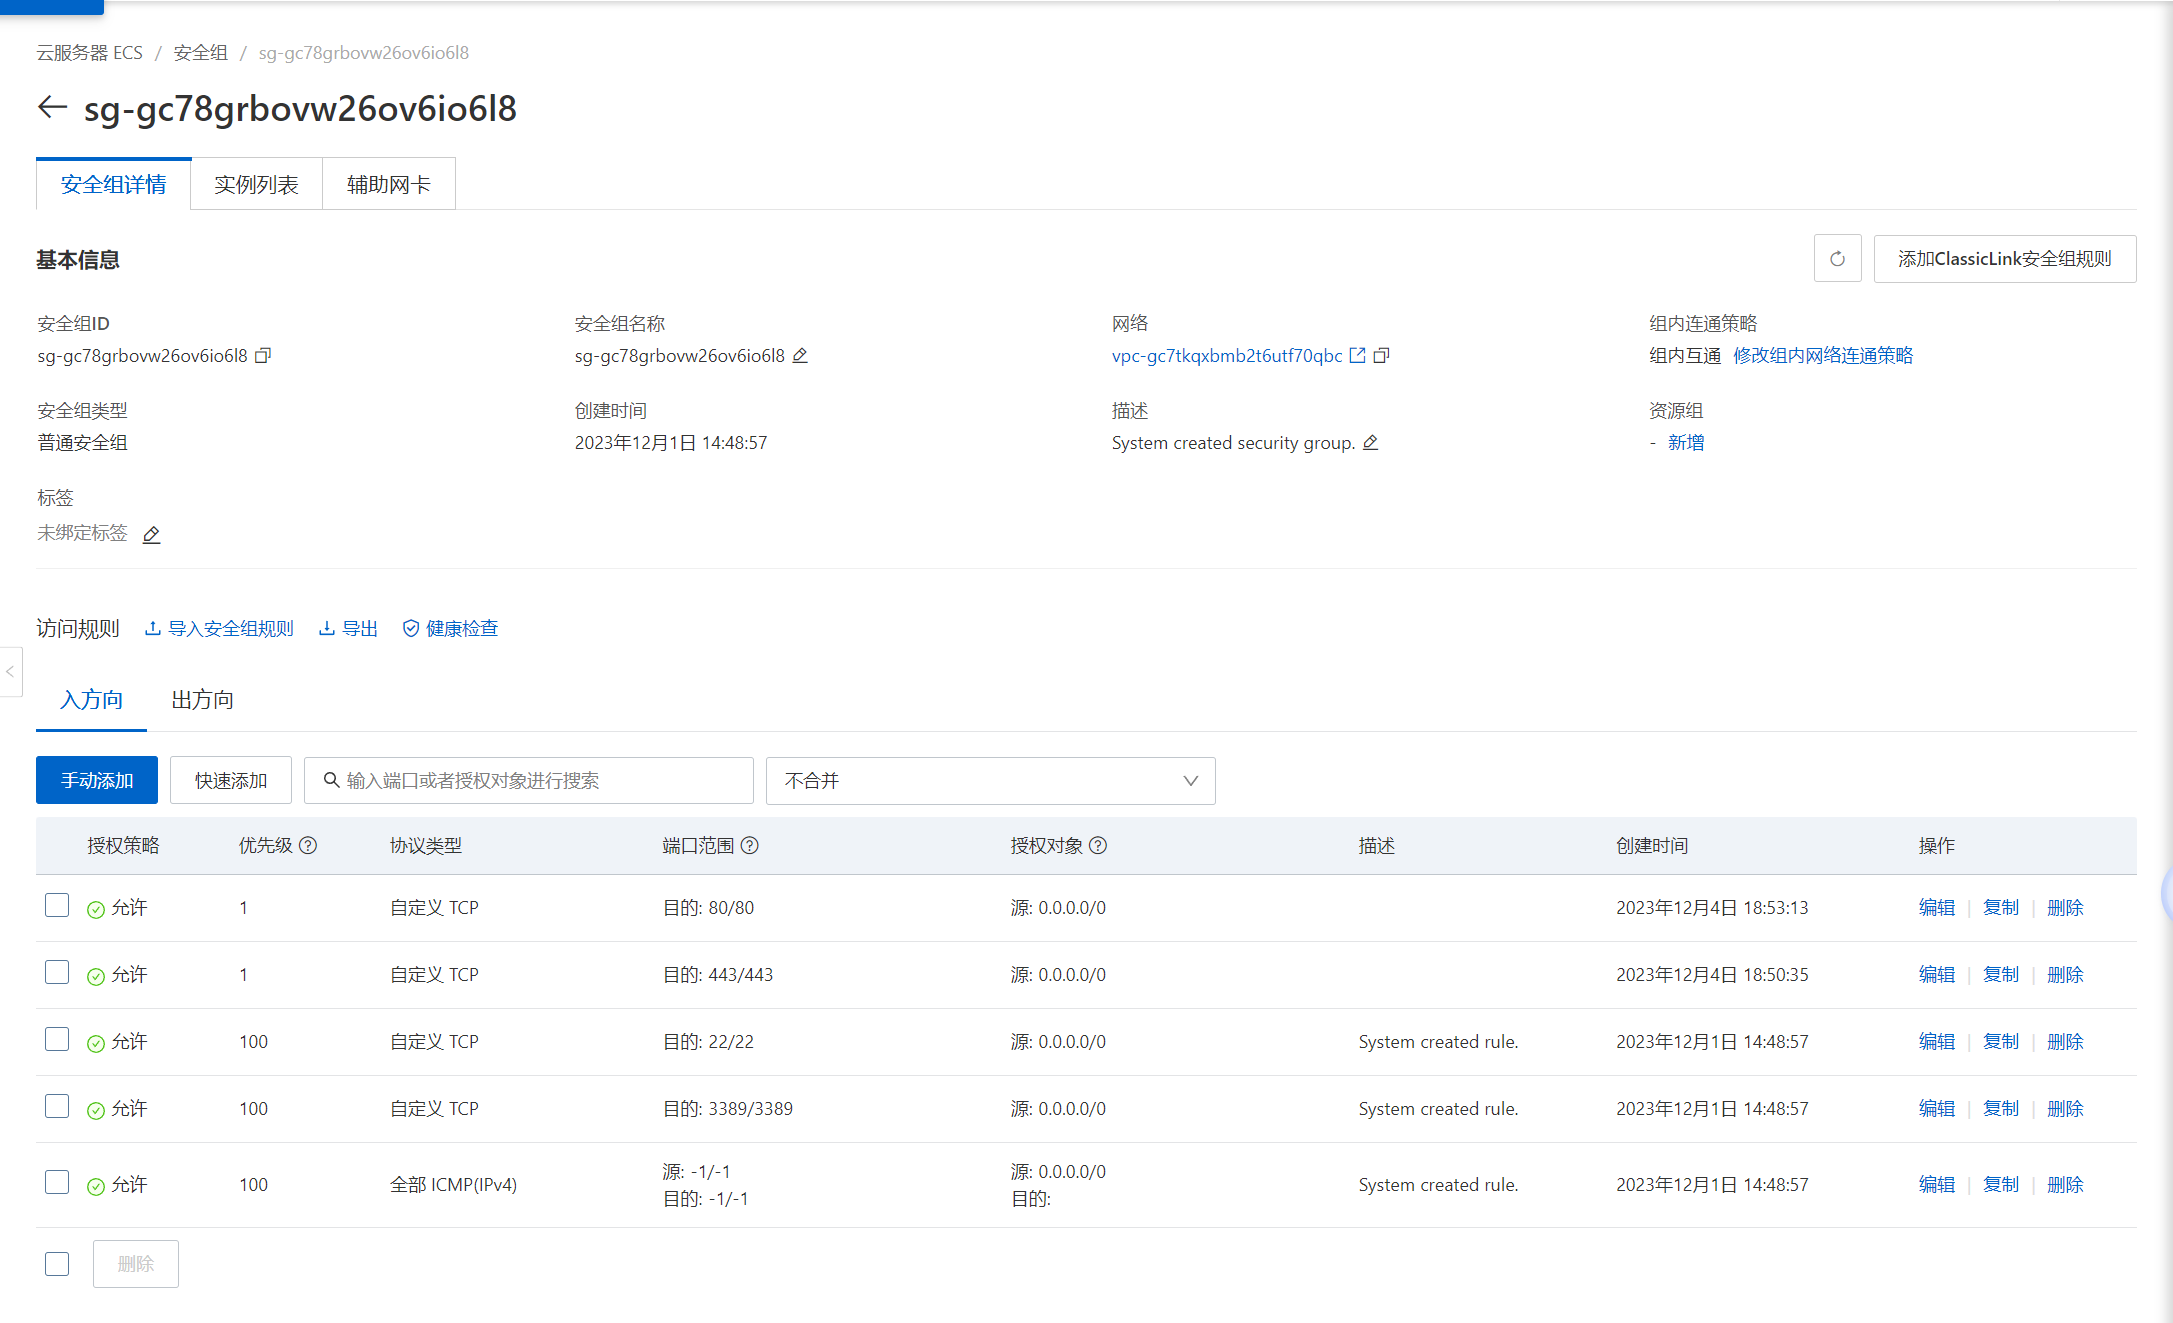 云服务器 ECS / 安全组 / sg-gc78grbovw26ov6io6l8
sg-gc78grbovw26ov6io6l8
安全组详情 实例列表 辅助网卡
基本信息 添加ClassicLink安全组规则
安全组ID 安全组名称 网络 组内连通策略
sg-gc78grbovw26ov6io6l8 sg-gc78grbovw26ov6io6l8 vpc-gc7tkqxbmb2t6utf70qbc 组内互通 修改组内网络连通策略
安全组类型 创建时间 描述 资源组
普通安全组 2023年12月1日 14:48:57 System created security group. - 新增
标签
未绑定标签
访问规则 导入安全组规则 导出 健康检查
入方向 出方向
手动添加 快速添加 输入端口或者授权对象进行搜索 不合并
授权策略 优先级 协议类型 端口范围 授权对象 描述 创建时间 操作
允许 1 自定义 TCP 目的: 80/80 源: 0.0.0.0/0 2023年12月4日 18:53:13 编辑 | 复制 | 删除
允许 1 自定义 TCP 目的: 443/443 源: 0.0.0.0/0 2023年12月4日 18:50:35 编辑 | 复制 | 删除
允许 100 自定义 TCP 目的: 22/22 源: 0.0.0.0/0 System created rule. 2023年12月1日 14:48:57 编辑 | 复制 | 删除
允许 100 自定义 TCP 目的: 3389/3389 源: 0.0.0.0/0 System created rule. 2023年12月1日 14:48:57 编辑 | 复制 | 删除
源: -1/-1 源: 0.0.0.0/0
允许 100 全部 ICMP(IPv4) System created rule. 2023年12月1日 14:48:57 编辑 | 复制 | 删除
目的: -1/-1 目的:
删除